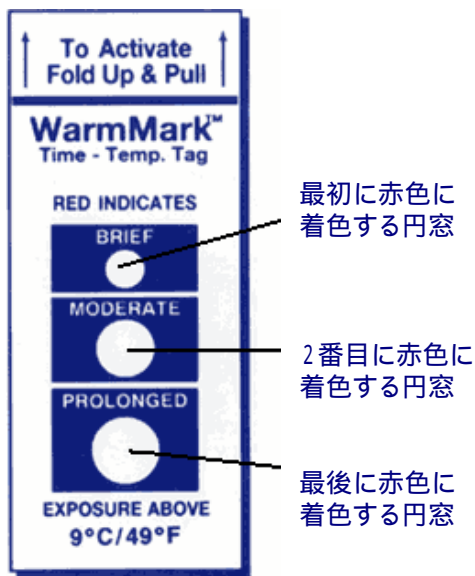 To Activate
Fold Up & Pull
WarmMark™
Time - Temp. Tag
RED INDICATES
BRIEF
最初に赤色に
着色する円窓
MODERATE
2番目に赤色に
着色する円窓
PROLONGED
最後に赤色に
着色する円窓
EXPOSURE ABOVE
9°C/49°F